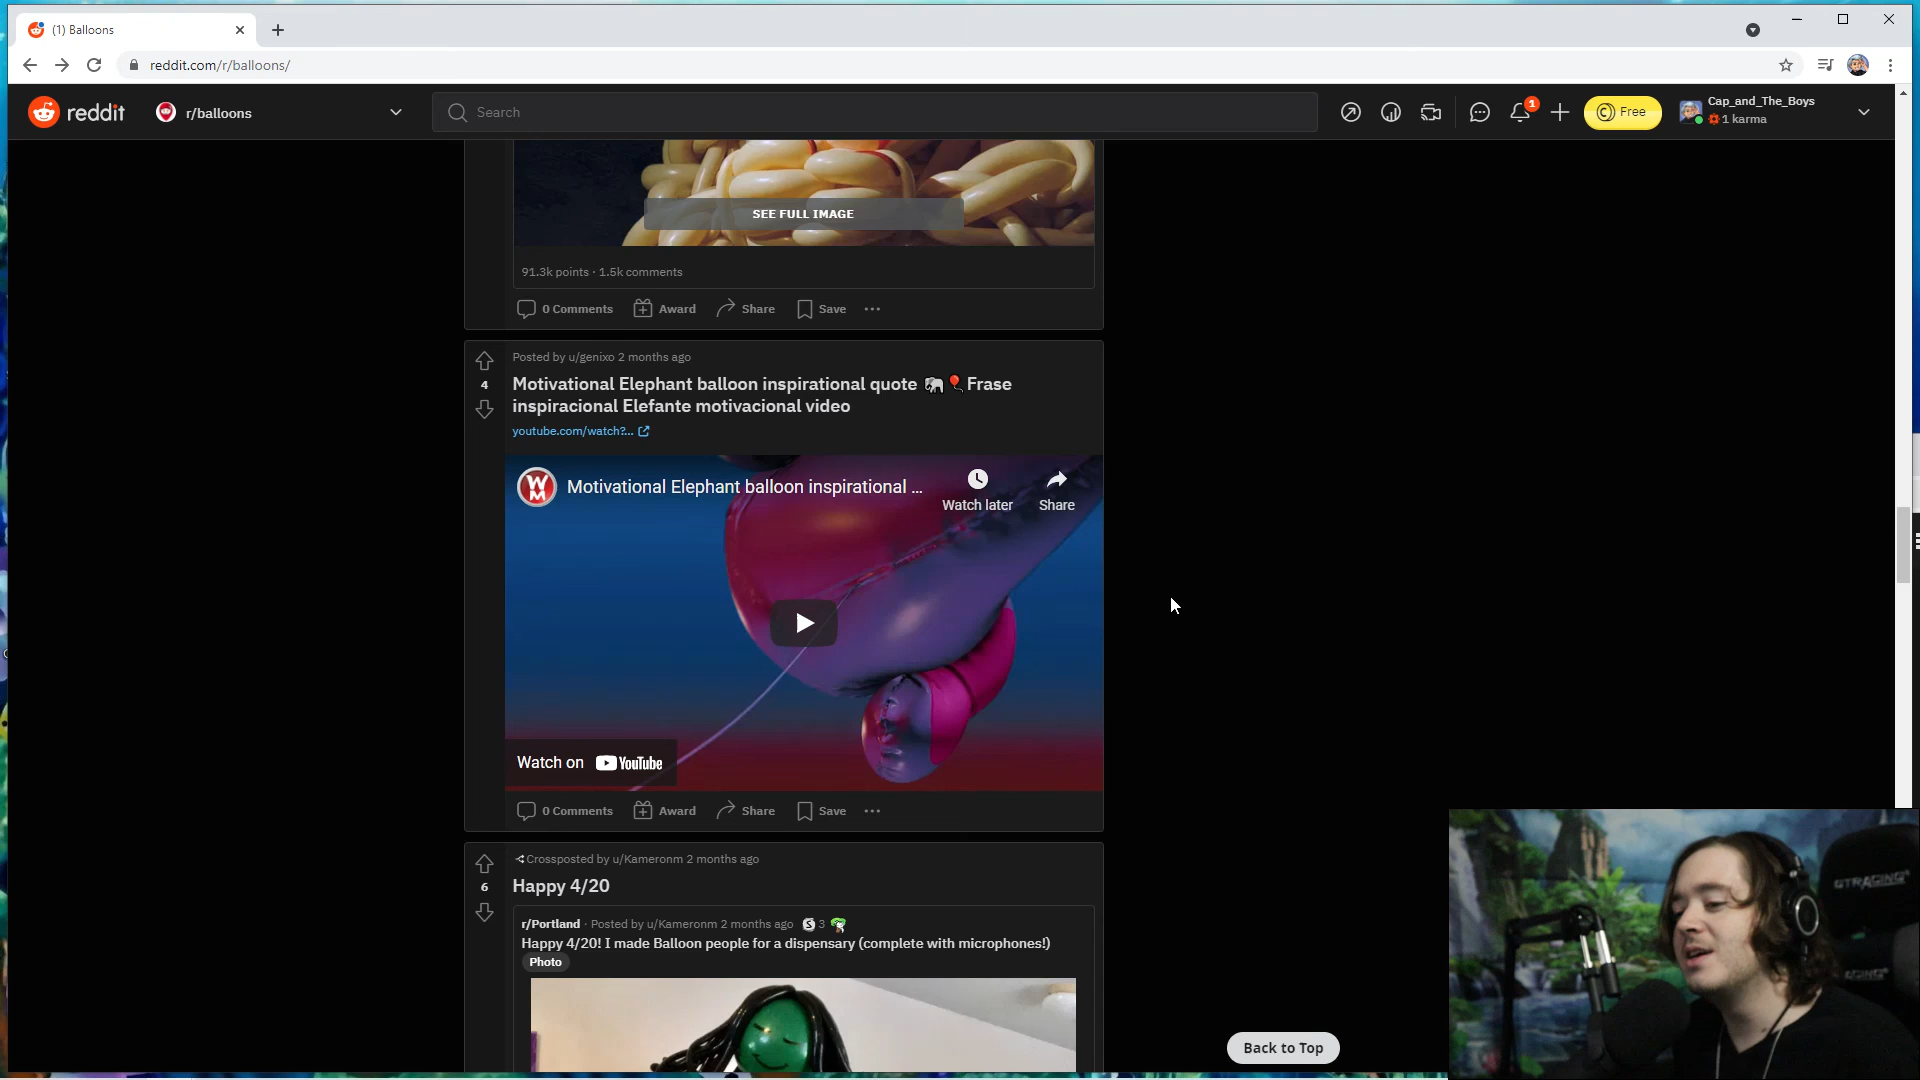 (1) Balloons
reddit.com/r/balloons/
reddit
r/balloons
Search
1
Free
Cap_and_The_Boys
1 karma
SEE FULL IMAGE
91.3k points · 1.5k comments
0 Comments
Award
Share
Save
Posted by u/genixo 2 months ago
4
Motivational Elephant balloon inspirational quote 🐘🎈Frase
inspiracional Elefante motivacional video
youtube.com/watch?...
WM
Motivational Elephant balloon inspirational ...
Watch later
Share
Watch on YouTube
0 Comments
Award
Share
Save
Crossposted by u/Kameronm 2 months ago
6
Happy 4/20
r/Portland · Posted by u/Kameronm 2 months ago
S 3
Happy 4/20! I made Balloon people for a dispensary (complete with microphones!)
Photo
Back to Top
GTRACING